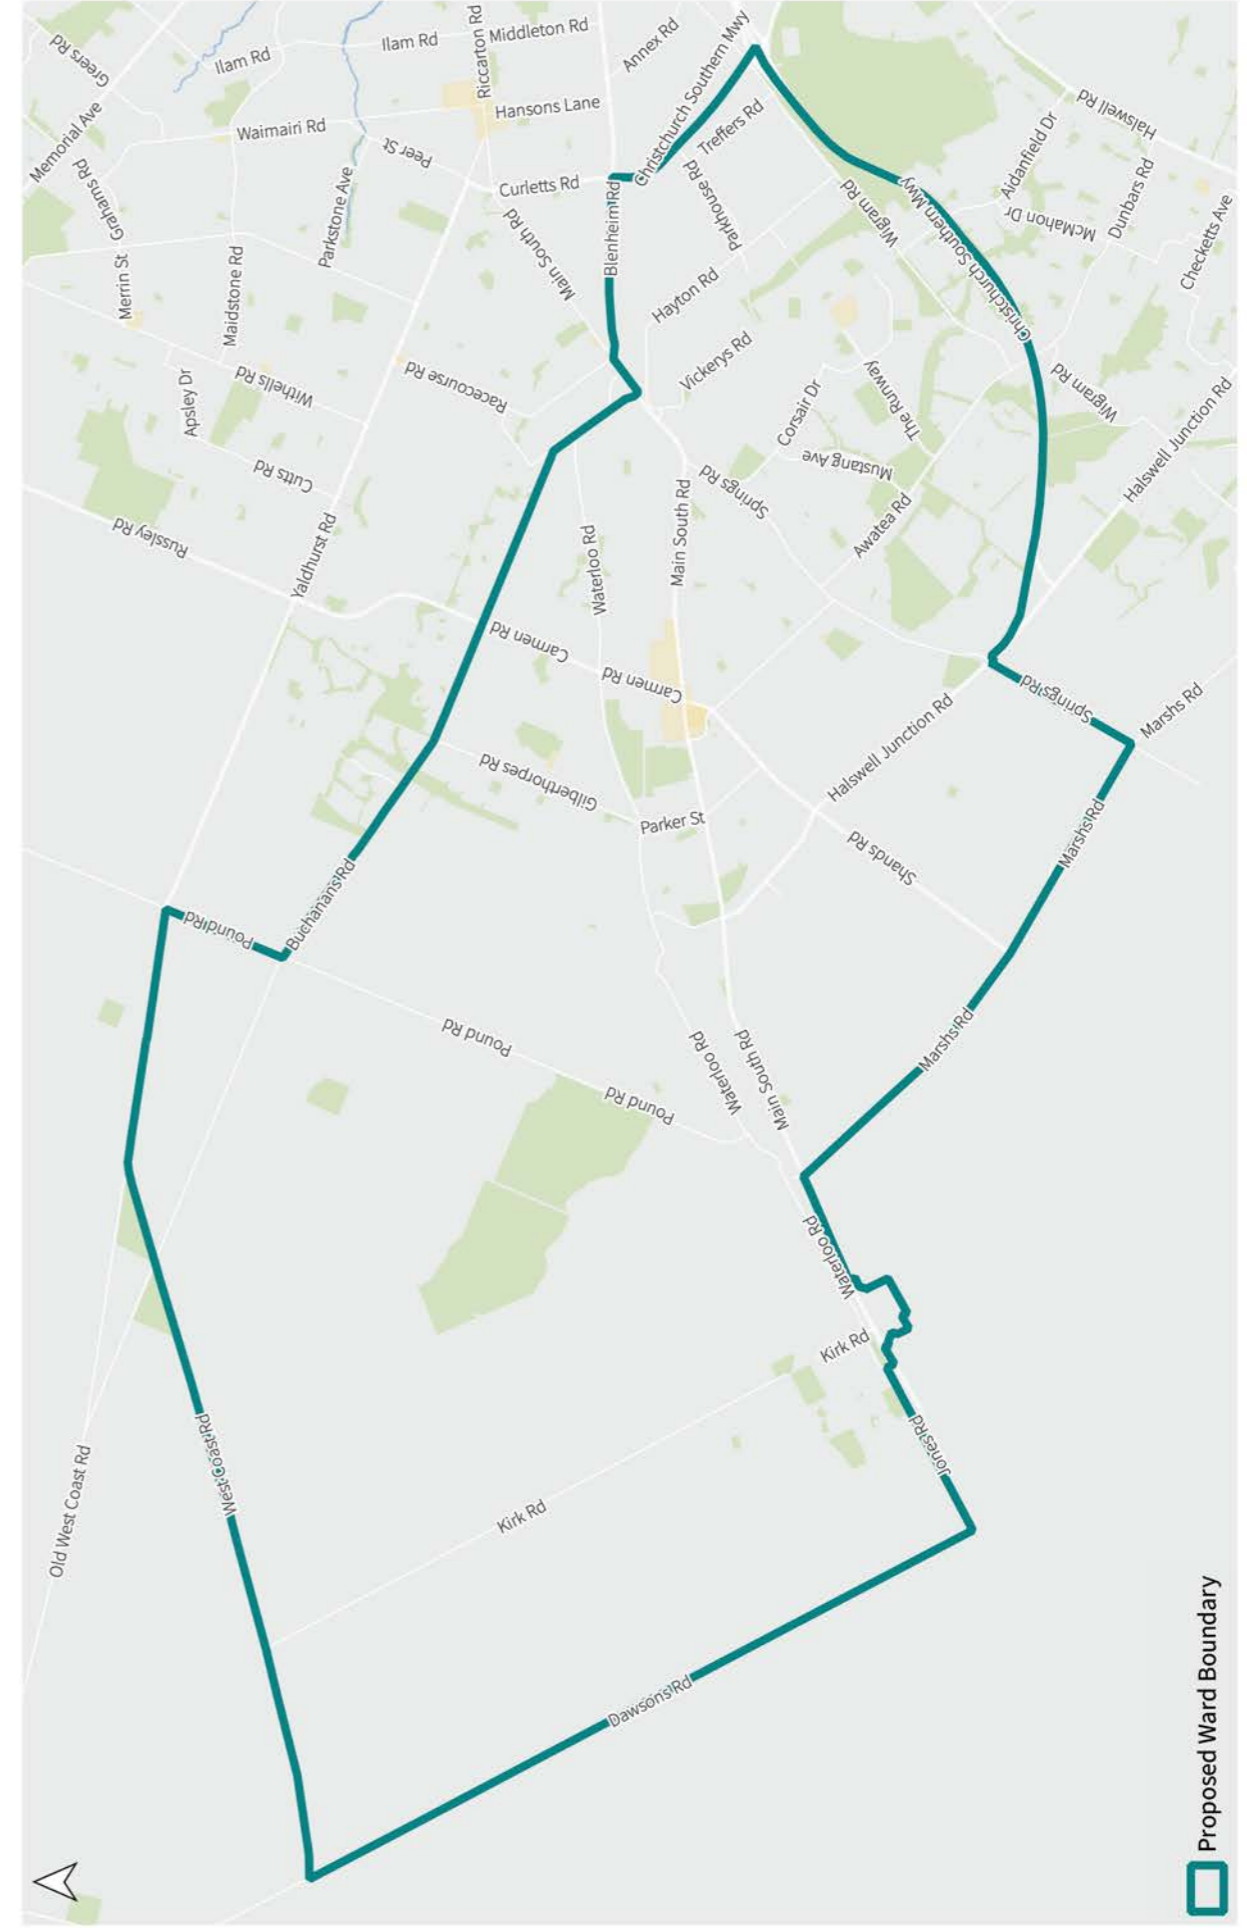 Greers Rd
Memorial Ave
Grahams Rd
Merrin St
Ilam Rd
Ilam Rd
Waimairi Rd
Peer St
Parkstone Ave
Maidstone Rd
Riccarton Rd
Middleton Rd
Hansons Lane
Annex Rd
Curletts Rd
Main South Rd
Blenheim Rd
Christchurch Southern Mwy
Treffers Rd
Parkhouse Rd
Hayton Rd
Vickerys Rd
Wigram Rd
Christchurch Southern Mwy
Halswell Rd
Aidanfield Dr
McMahon Dr
Dunbars Rd
Checketts Ave
Apsley Dr
Withells Rd
Cutts Rd
Racecourse Rd
Russley Rd
Yaldhurst Rd
Waterloo Rd
Main South Rd
Springs Rd
Corsair Dr
The Runway
Mustang Ave
Awatea Rd
Wigram Rd
Halswell Junction Rd
Carmen Rd
Carmen Rd
Gilberthorpes Rd
Parker St
Halswell Junction Rd
Springs Rd
Marshs Rd
Shands Rd
Marshs Rd
Buchanans Rd
Pound Rd
Pound Rd
Pound Rd
Waterloo Rd
Main South Rd
Marshs Rd
Waterloo Rd
Kirk Rd
Jones Rd
Old West Coast Rd
West Coast Rd
Kirk Rd
Dawsons Rd
Proposed Ward Boundary